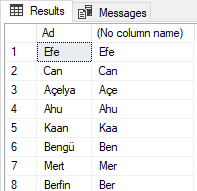 Results Messages
Ad (No column name)
1 Efe Efe
2 Can Can
3 Açelya Açe
4 Ahu Ahu
5 Kaan Kaa
6 Bengü Ben
7 Mert Mer
8 Berfin Ber